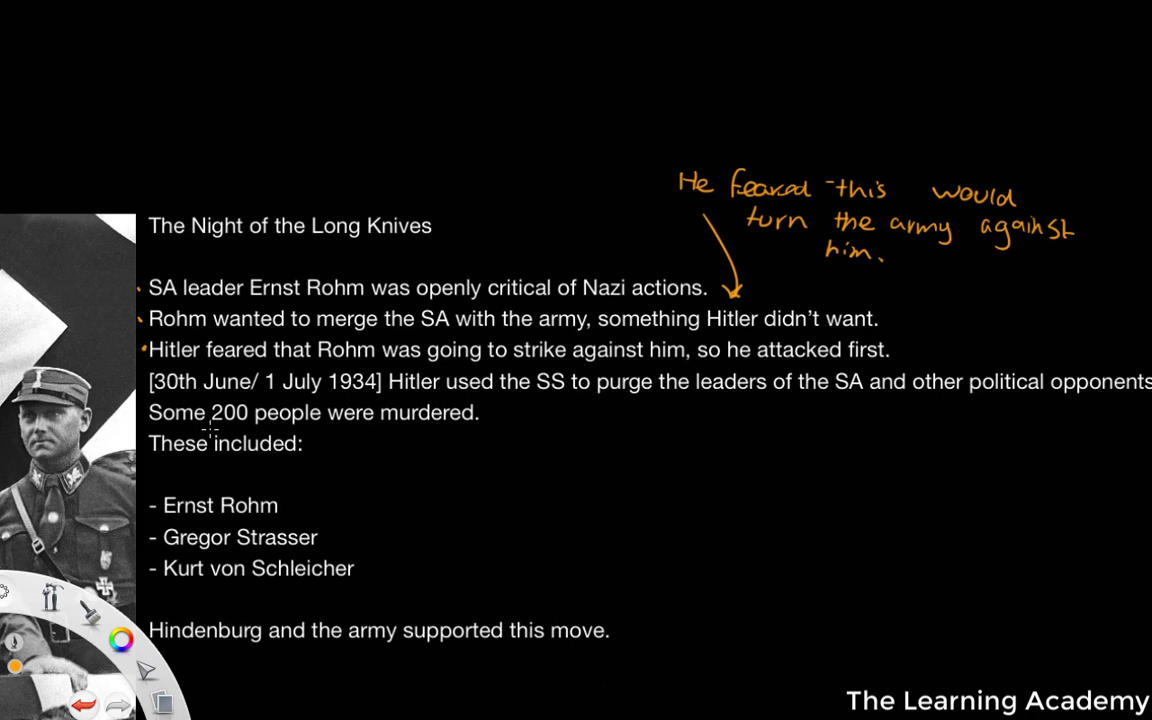 He feared this would
turn the army against
him.
The Night of the Long Knives
SA leader Ernst Rohm was openly critical of Nazi actions.
Rohm wanted to merge the SA with the army, something Hitler didn’t want.
Hitler feared that Rohm was going to strike against him, so he attacked first.
[30th June/ 1 July 1934] Hitler used the SS to purge the leaders of the SA and other political opponents
Some 200 people were murdered.
These included:
- Ernst Rohm
- Gregor Strasser
- Kurt von Schleicher
Hindenburg and the army supported this move.
The Learning Academy